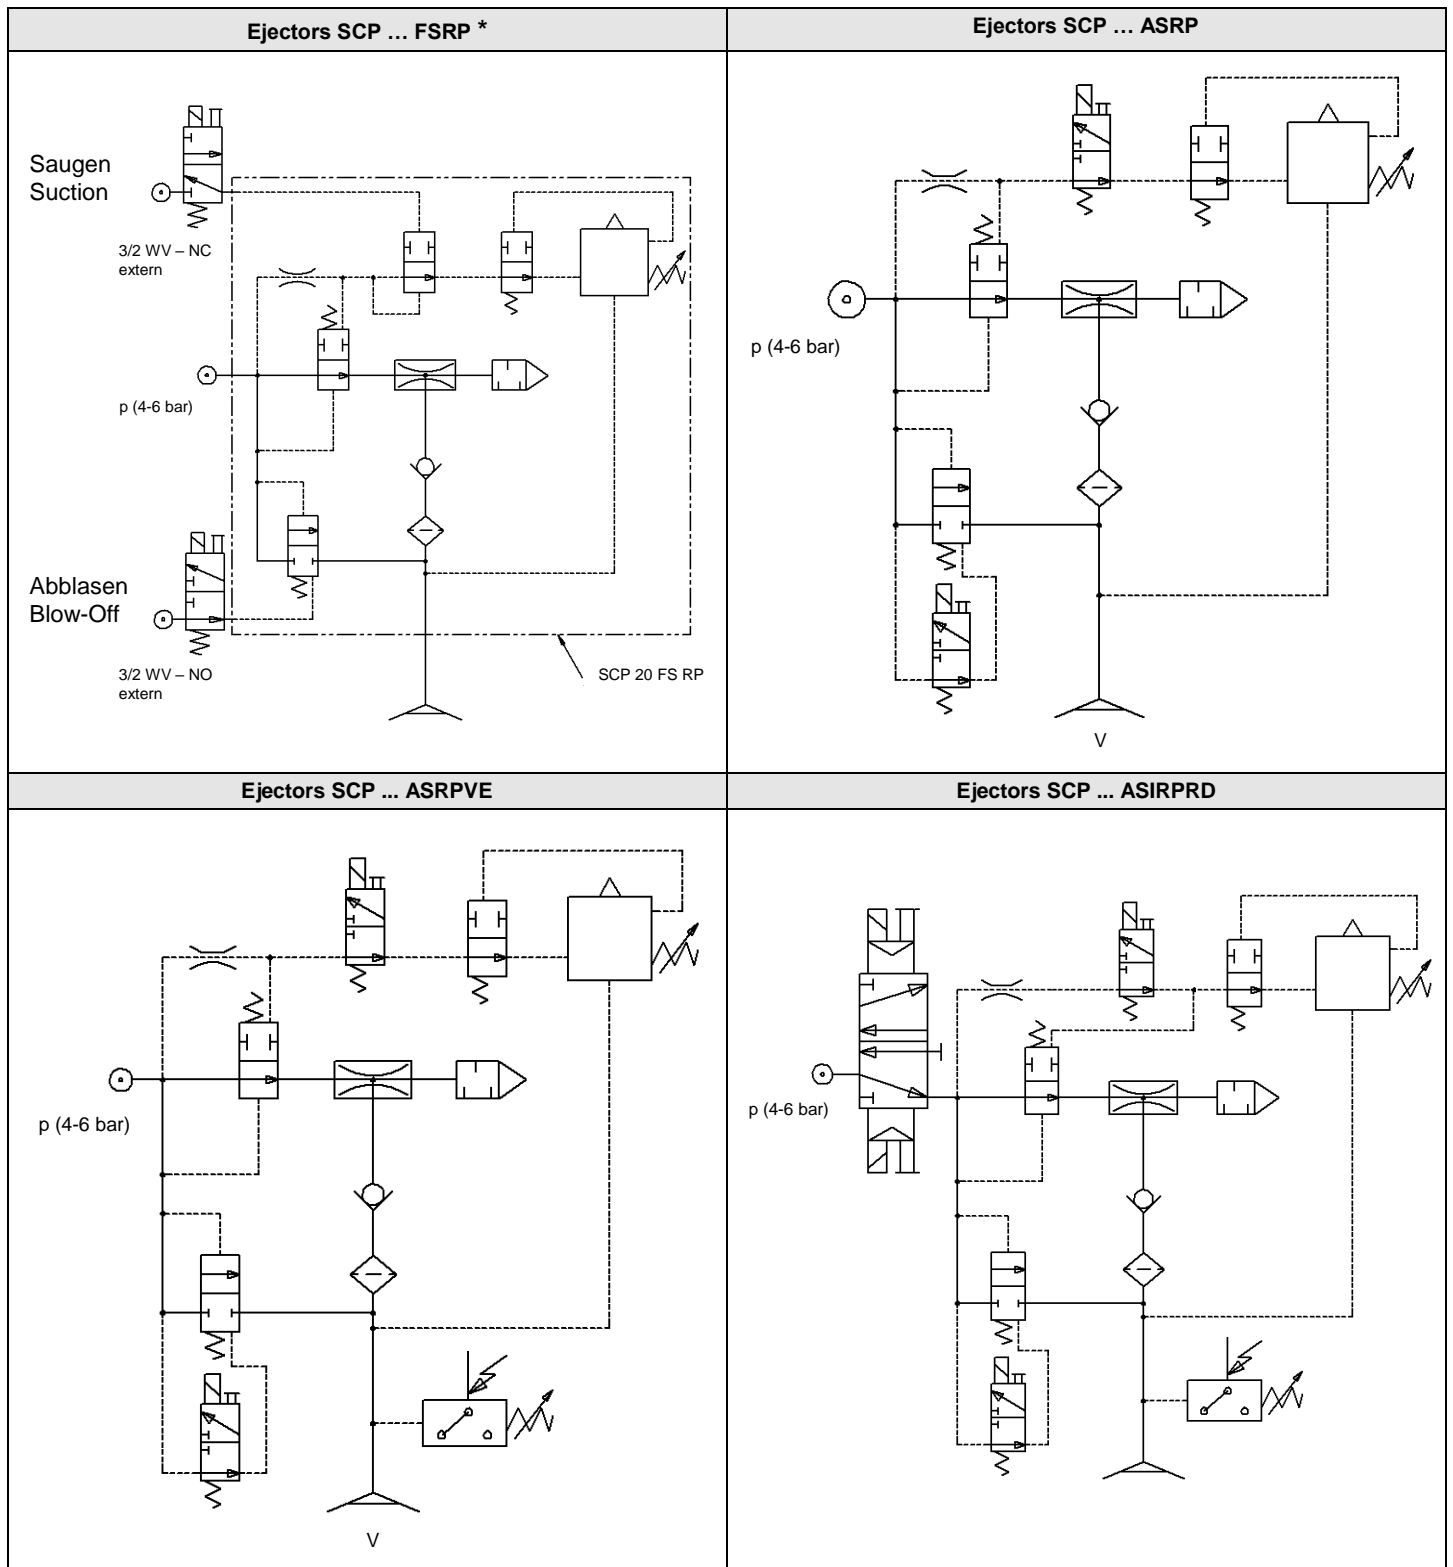 Ejectors SCP … FSRP *
Ejectors SCP … ASRP
Saugen
Suction
3/2 WV – NC
extern
p (4-6 bar)
Abblasen
Blow-Off
3/2 WV – NO
extern
SCP 20 FS RP
p (4-6 bar)
V
Ejectors SCP ... ASRPVE
Ejectors SCP ... ASIRPRD
p (4-6 bar)
V
p (4-6 bar)